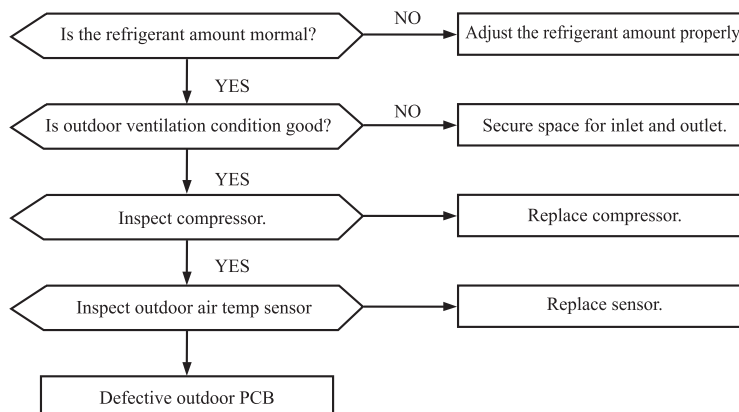 Is the refrigerant amount mormal?
NO
Adjust the refrigerant amount properly
YES
Is outdoor ventilation condition good?
NO
Secure space for inlet and outlet.
YES
Inspect compressor.
Replace compressor.
YES
Inspect outdoor air temp sensor
Replace sensor.
Defective outdoor PCB